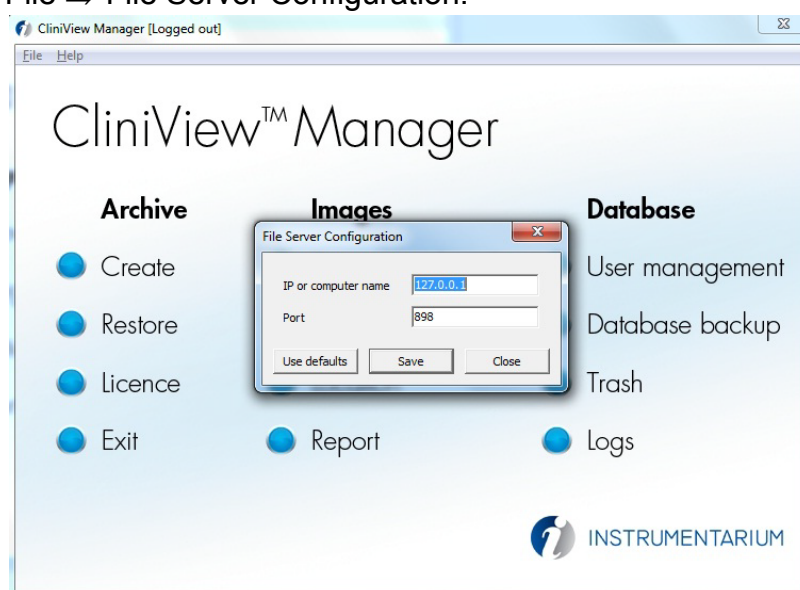 File → File Server Configuration.
CliniView Manager [Logged out]
File Help
CliniView™ Manager
Archive
Create
Restore
Licence
Exit
Images
Report
Database
User management
Database backup
Trash
Logs
File Server Configuration
IP or computer name 127.0.0.1
Port 898
Use defaults Save Close
INSTRUMENTARIUM